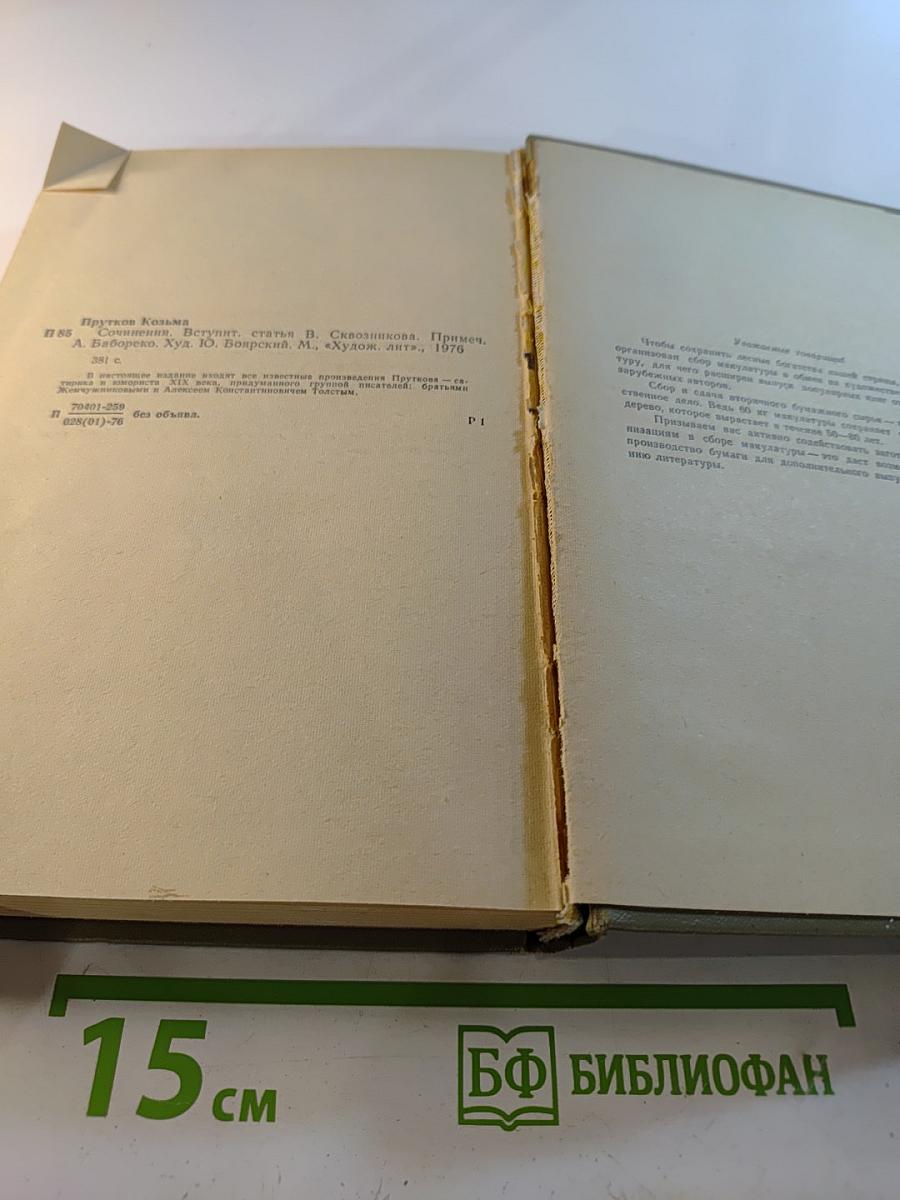 Прутков Козьма
П 85 Сочинения. Вступит. статья В. Сквозникова. Примеч.
А. Бабореко. Худ. Ю. Боярский. М., «Худож. лит»., 1976
381 с.
В настоящее издание входят все известные произведения Пруткова — са-
тирика и юмориста XIX века, придуманного группой писателей: братьями
Жемчужниковыми и Алексеем Константиновичем Толстым.
П 70401-259 без объявл.
028(01)-76
Р 1
Уважаемые товарищи!
Чтобы сохранить лесные богатства нашей страны,
организован сбор макулатуры в обмен на художестве
туру, для чего расширен выпуск популярных книг
зарубежных авторов.
Сбор и сдача вторичного бумажного сырья —
ственное дело. Ведь 60 кг макулатуры сохраняет
дерево, которое вырастает в течение 50—80 лет.
Призываем вас активно содействовать загот
низациям в сборе макулатуры — это даст возм
производство бумаги для дополнительного выпу
нию литературы.
15 см
БФ БИБЛИОФАН